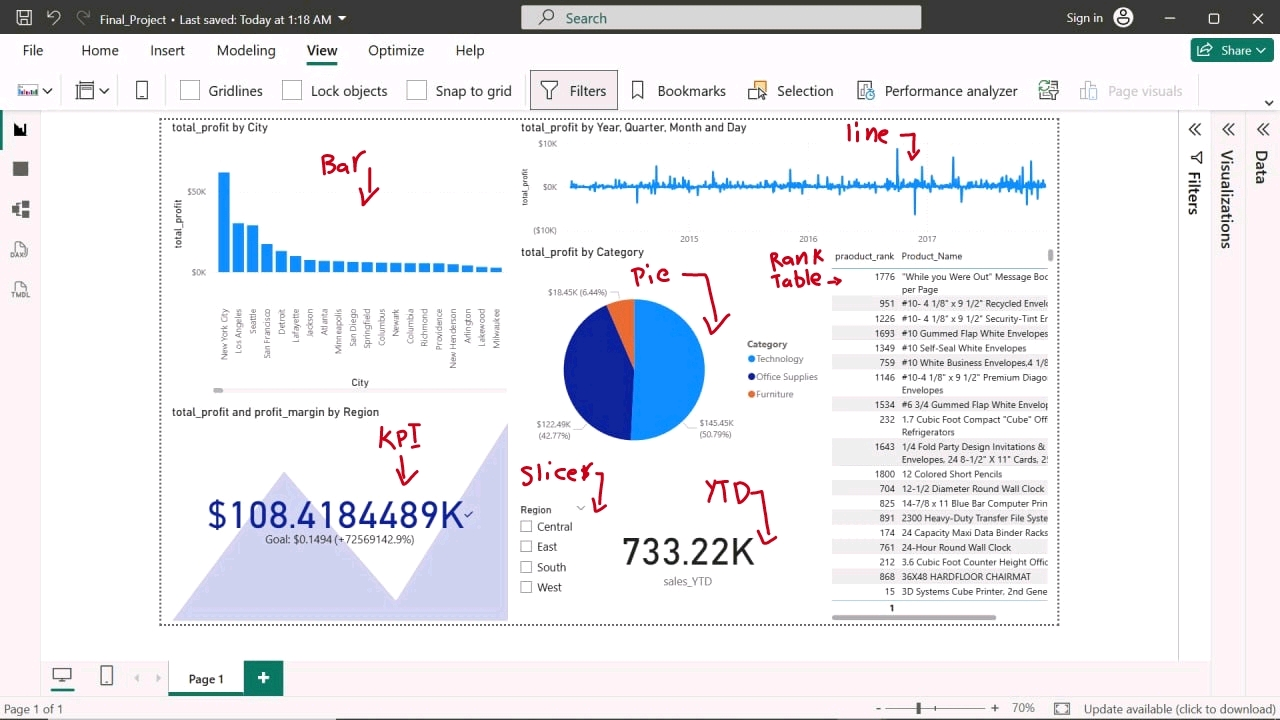 Final_Project • Last saved: Today at 1:18 AM
Search
Sign in
File Home Insert Modeling View Optimize Help
Share
Gridlines Lock objects Snap to grid Filters Bookmarks Selection Performance analyzer Page visuals
total_profit by City
Bar
total_profit
$50K
$0K
New York City
Los Angeles
Seattle
San Francisco
Detroit
Lafayette
Jackson
Atlanta
Minneapolis
San Diego
Springfield
Columbus
Newark
Columbia
Richmond
Providence
New Henderson
Arlington
Lakewood
Milwaukee
City
total_profit by Year, Quarter, Month and Day
line
total_profit
$10K
$0K
($10K)
2015 2016 2017
total_profit by Category
Pie
$18.45K (6.44%)
$122.49K
(42.77%)
$145.45K
(50.79%)
Category
Technology
Office Supplies
Furniture
Rank
Table
praoduct_rank Product_Name
1776 "While you Were Out" Message Boo
per Page
951 #10- 4 1/8" x 9 1/2" Recycled Envelo
1226 #10- 4 1/8" x 9 1/2" Security-Tint En
1693 #10 Gummed Flap White Envelopes
1349 #10 Self-Seal White Envelopes
759 #10 White Business Envelopes,4 1/8
1146 #10-4 1/8" x 9 1/2" Premium Diago
Envelopes
1534 #6 3/4 Gummed Flap White Envelop
232 1.7 Cubic Foot Compact "Cube" Off
Refrigerators
1643 1/4 Fold Party Design Invitations &
Envelopes, 24 8-1/2" X 11" Cards, 25
1800 12 Colored Short Pencils
704 12-1/2 Diameter Round Wall Clock
825 14-7/8 x 11 Blue Bar Computer Prin
891 2300 Heavy-Duty Transfer File Syste
174 24 Capacity Maxi Data Binder Racks
761 24-Hour Round Wall Clock
212 3.6 Cubic Foot Counter Height Offic
868 36X48 HARDFLOOR CHAIRMAT
15 3D Systems Cube Printer, 2nd Gene
1
total_profit and profit_margin by Region
KPI
$108.4184489K
Goal: $0.1494 (+72569142.9%)
Slicer
Region
Central
East
South
West
YTD
733.22K
sales_YTD
Filters
Visualizations
Data
DAX
TMDL
Page 1
Page 1 of 1
- + 70% Update available (click to download)